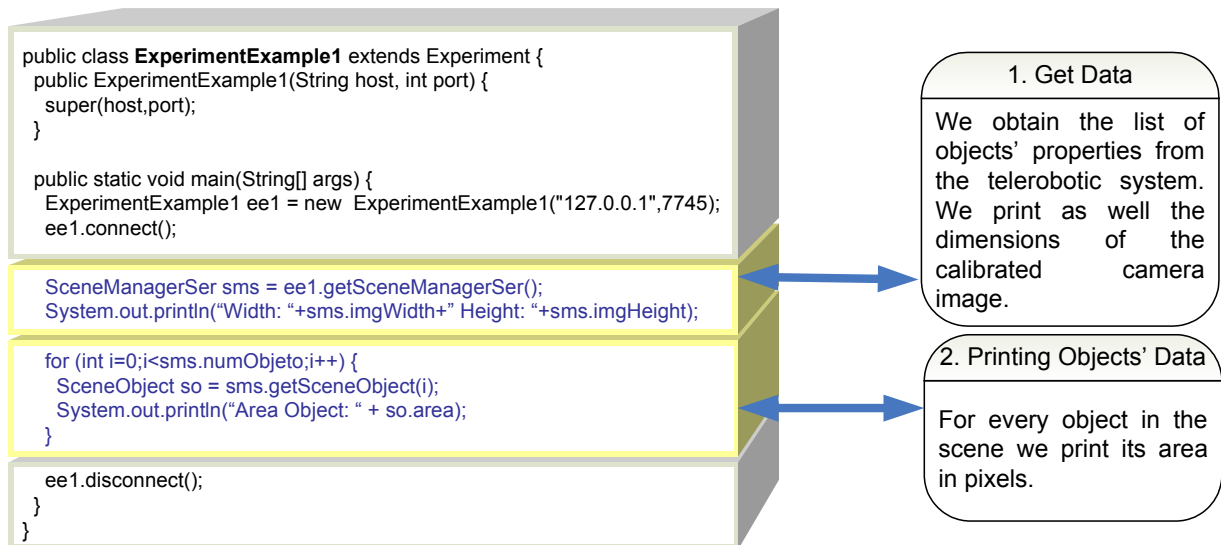 public class ExperimentExample1 extends Experiment {
public ExperimentExample1(String host, int port) {
super(host,port);
}
public static void main(String[] args) {
ExperimentExample1 ee1 = new ExperimentExample1("127.0.0.1",7745);
ee1.connect();
SceneManagerSer sms = ee1.getSceneManagerSer();
System.out.println(“Width: “+sms.imgWidth+” Height: “+sms.imgHeight);
for (int i=0;i<sms.numObjeto;i++) {
SceneObject so = sms.getSceneObject(i);
System.out.println(“Area Object: “ + so.area);
}
ee1.disconnect();
}
}
1. Get Data
We obtain the list of
objects’ properties from
the telerobotic system.
We print as well the
dimensions of the
calibrated camera
image.
2. Printing Objects’ Data
For every object in the
scene we print its area
in pixels.